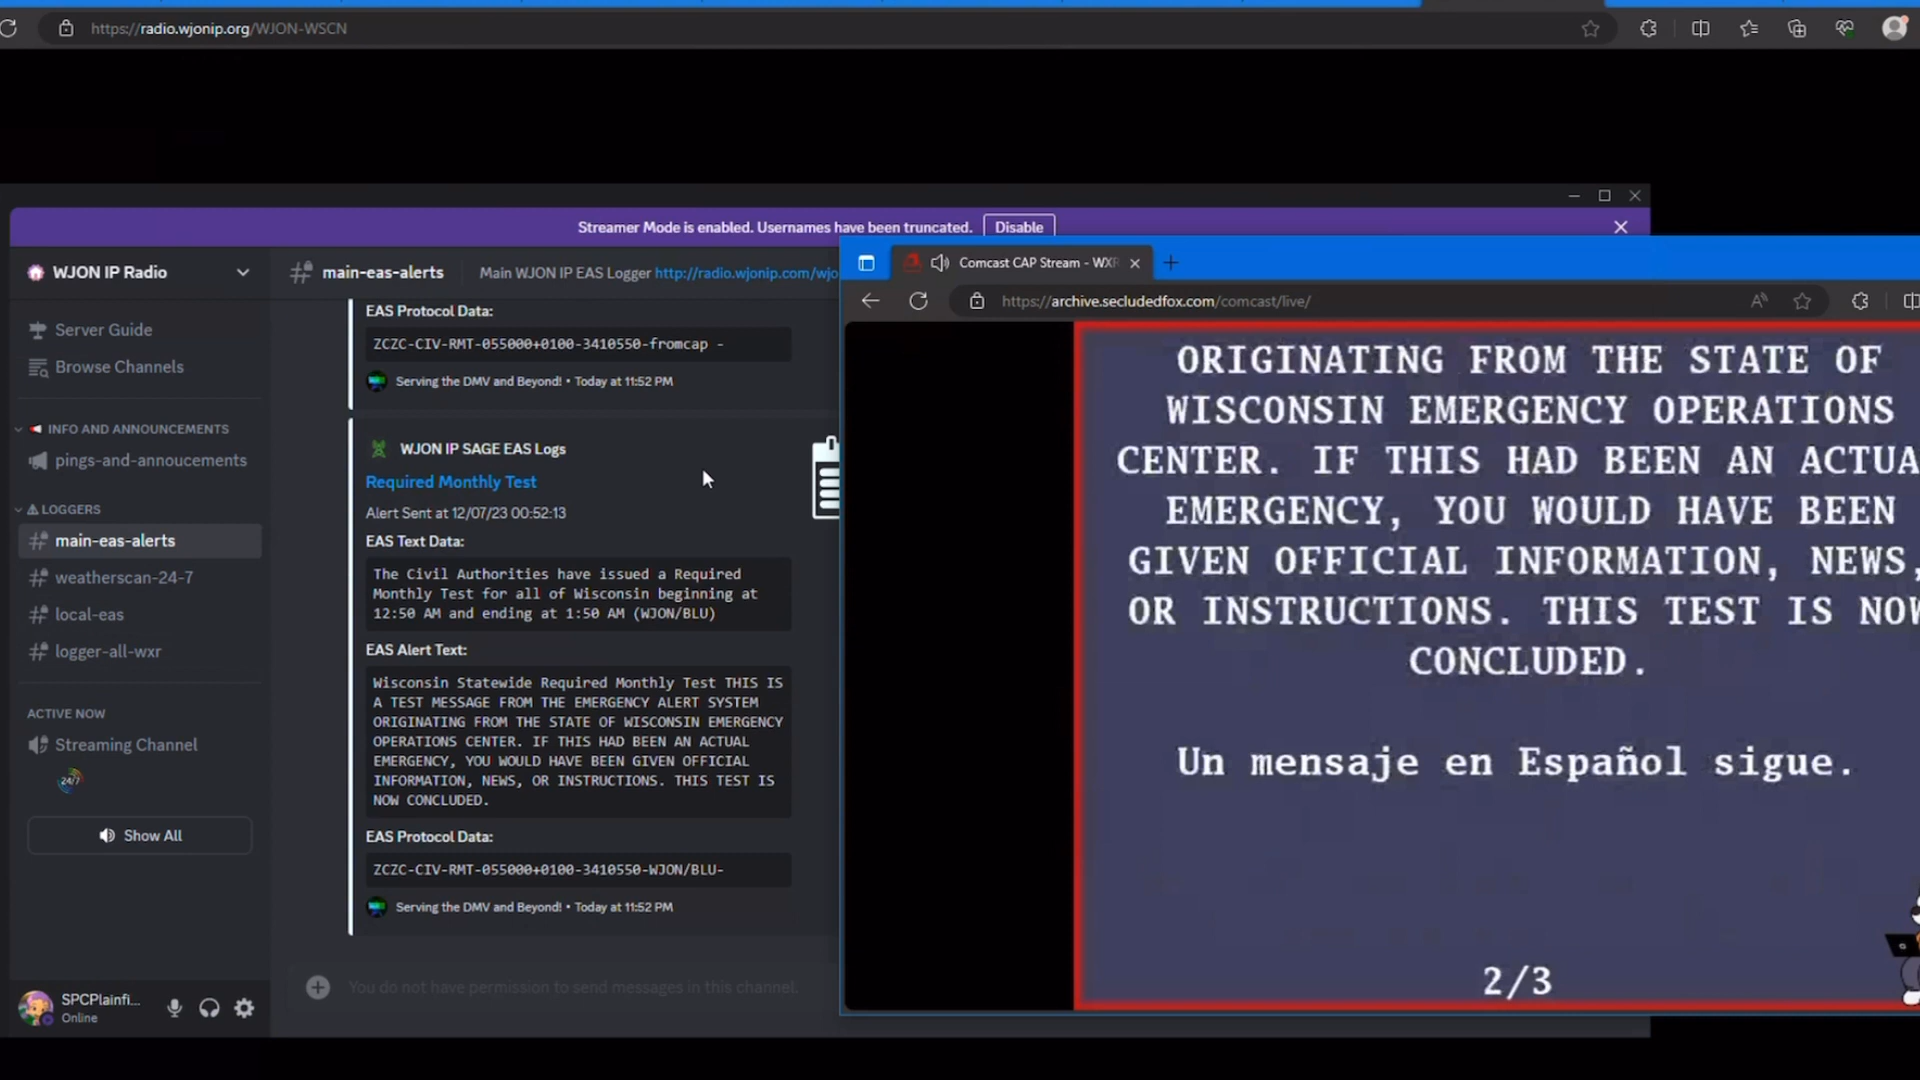 https://radio.wjonip.org/WJON-WSCN
Streamer Mode is enabled. Usernames have been truncated.
Disable
WJON IP Radio
Server Guide
Browse Channels
INFO AND ANNOUNCEMENTS
pings-and-annoucements
LOGGERS
main-eas-alerts
weatherscan-24-7
local-eas
logger-all-wxr
ACTIVE NOW
Streaming Channel
24/7
Show All
SPCPlainfi...
Online
main-eas-alerts
Main WJON IP EAS Logger http://radio.wjonip.com/wjo
EAS Protocol Data:
ZCZC-CIV-RMT-055000+0100-3410550-fromcap -
Serving the DMV and Beyond! • Today at 11:52 PM
WJON IP SAGE EAS Logs
Required Monthly Test
Alert Sent at 12/07/23 00:52:13
EAS Text Data:
The Civil Authorities have issued a Required
Monthly Test for all of Wisconsin beginning at
12:50 AM and ending at 1:50 AM (WJON/BLU)
EAS Alert Text:
Wisconsin Statewide Required Monthly Test THIS IS
A TEST MESSAGE FROM THE EMERGENCY ALERT SYSTEM
ORIGINATING FROM THE STATE OF WISCONSIN EMERGENCY
OPERATIONS CENTER. IF THIS HAD BEEN AN ACTUAL
EMERGENCY, YOU WOULD HAVE BEEN GIVEN OFFICIAL
INFORMATION, NEWS, OR INSTRUCTIONS. THIS TEST IS
NOW CONCLUDED.
EAS Protocol Data:
ZCZC-CIV-RMT-055000+0100-3410550-WJON/BLU-
Serving the DMV and Beyond! • Today at 11:52 PM
You do not have permission to send messages in this channel.
Comcast CAP Stream - WXR
https://archive.secludedfox.com/comcast/live/
ORIGINATING FROM THE STATE OF
WISCONSIN EMERGENCY OPERATIONS
CENTER. IF THIS HAD BEEN AN ACTUA
EMERGENCY, YOU WOULD HAVE BEEN
GIVEN OFFICIAL INFORMATION, NEWS,
OR INSTRUCTIONS. THIS TEST IS NOW
CONCLUDED.
Un mensaje en Español sigue.
2/3